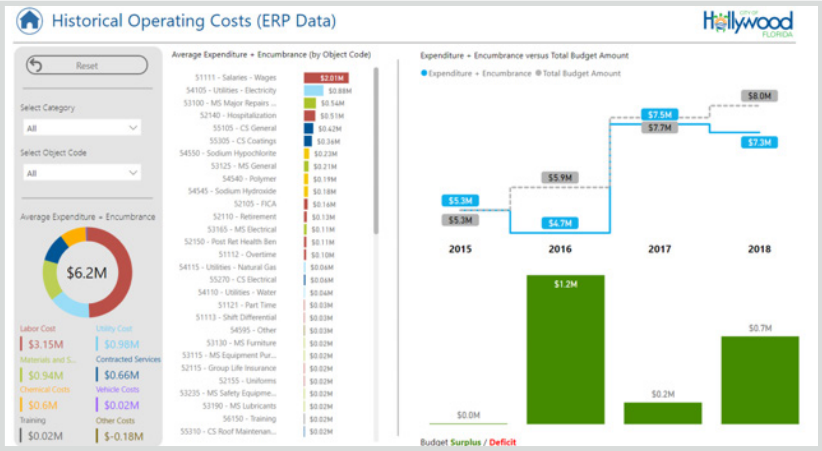 Historical Operating Costs (ERP Data)
CITY OF
Hollywood
FLORIDA
Reset
Select Category
All
Select Object Code
All
Average Expenditure + Encumbrance
$6.2M
Labor Cost
$3.15M
Utility Cost
$0.98M
Materials and S...
$0.94M
Contracted Services
$0.66M
Chemical Costs
$0.6M
Vehicle Costs
$0.02M
Training
$0.02M
Other Costs
$-0.18M
Average Expenditure + Encumbrance (by Object Code)
51111 - Salaries - Wages $2.01M
54105 - Utilities - Electricity $0.88M
53100 - MS Major Repairs ... $0.54M
52140 - Hospitalization $0.51M
55105 - CS General $0.42M
55305 - CS Coatings $0.36M
54550 - Sodium Hypochlorite $0.23M
53125 - MS General $0.21M
54540 - Polymer $0.19M
54545 - Sodium Hydroxide $0.18M
52105 - FICA $0.16M
52110 - Retirement $0.13M
53165 - MS Electrical $0.11M
52150 - Post Ret Health Ben $0.11M
51112 - Overtime $0.10M
54115 - Utilities - Natural Gas $0.06M
55270 - CS Electrical $0.06M
54110 - Utilities - Water $0.04M
51121 - Part Time $0.03M
51113 - Shift Differential $0.03M
54595 - Other $0.03M
53130 - MS Furniture $0.02M
53115 - MS Equipment Pur... $0.02M
52115 - Group Life Insurance $0.02M
52155 - Uniforms $0.02M
53235 - MS Safety Equipme... $0.02M
53190 - MS Lubricants $0.02M
56150 - Training $0.02M
55310 - CS Roof Maintenan... $0.02M
Expenditure + Encumbrance versus Total Budget Amount
Expenditure + Encumbrance Total Budget Amount
$8.0M
$7.5M
$7.7M
$7.3M
$5.9M
$5.3M
$5.3M
$4.7M
2015 2016 2017 2018
$1.2M
$0.7M
$0.2M
$0.0M
Budget Surplus / Deficit